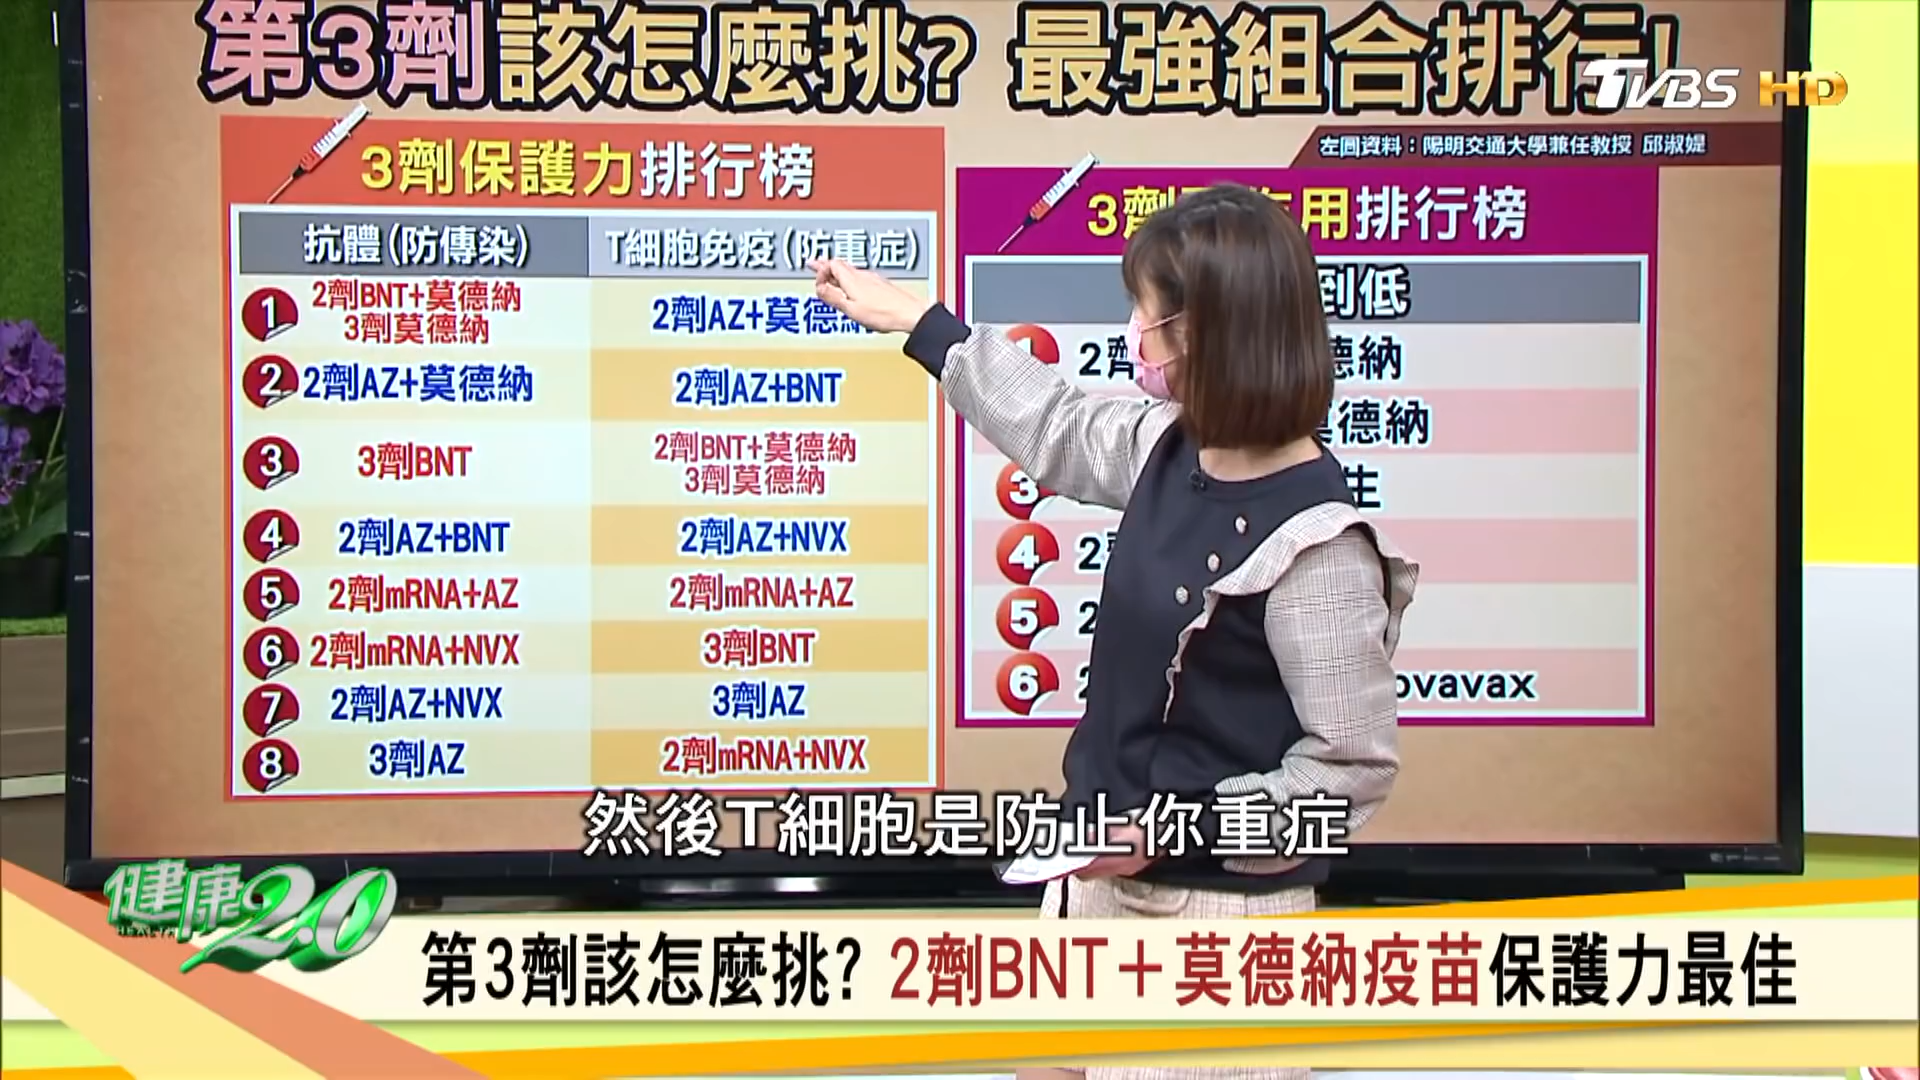 第3劑該怎麼挑? 最強組合排行!
TVBS HD
左圖資料：陽明交通大學兼任教授 邱淑媞
3劑保護力排行榜
抗體(防傳染)
T細胞免疫(防重症)
1
2劑BNT+莫德納
3劑莫德納
2劑AZ+莫德納
2
2劑AZ+莫德納
2劑AZ+BNT
3
3劑BNT
2劑BNT+莫德納
3劑莫德納
4
2劑AZ+BNT
2劑AZ+NVX
5
2劑mRNA+AZ
2劑mRNA+AZ
6
2劑mRNA+NVX
3劑BNT
7
2劑AZ+NVX
3劑AZ
8
3劑AZ
2劑mRNA+NVX
3劑 用排行榜
到低
1 2劑 德納
莫德納
3
4 2
5 2
6 2 ovavax
然後T細胞是防止你重症
健康2.0
HEALTH
第3劑該怎麼挑? 2劑BNT＋莫德納疫苗保護力最佳